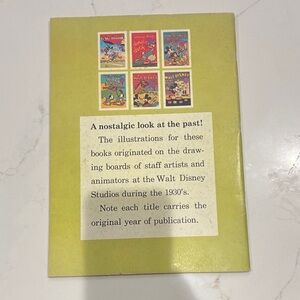 WALT DISNEY
A nostalgic look at the past!
The illustrations for these
books originated on the draw-
ing boards of staff artists and
animators at the Walt Disney
Studios during the 1930's.
Note each title carries the
original year of publication.